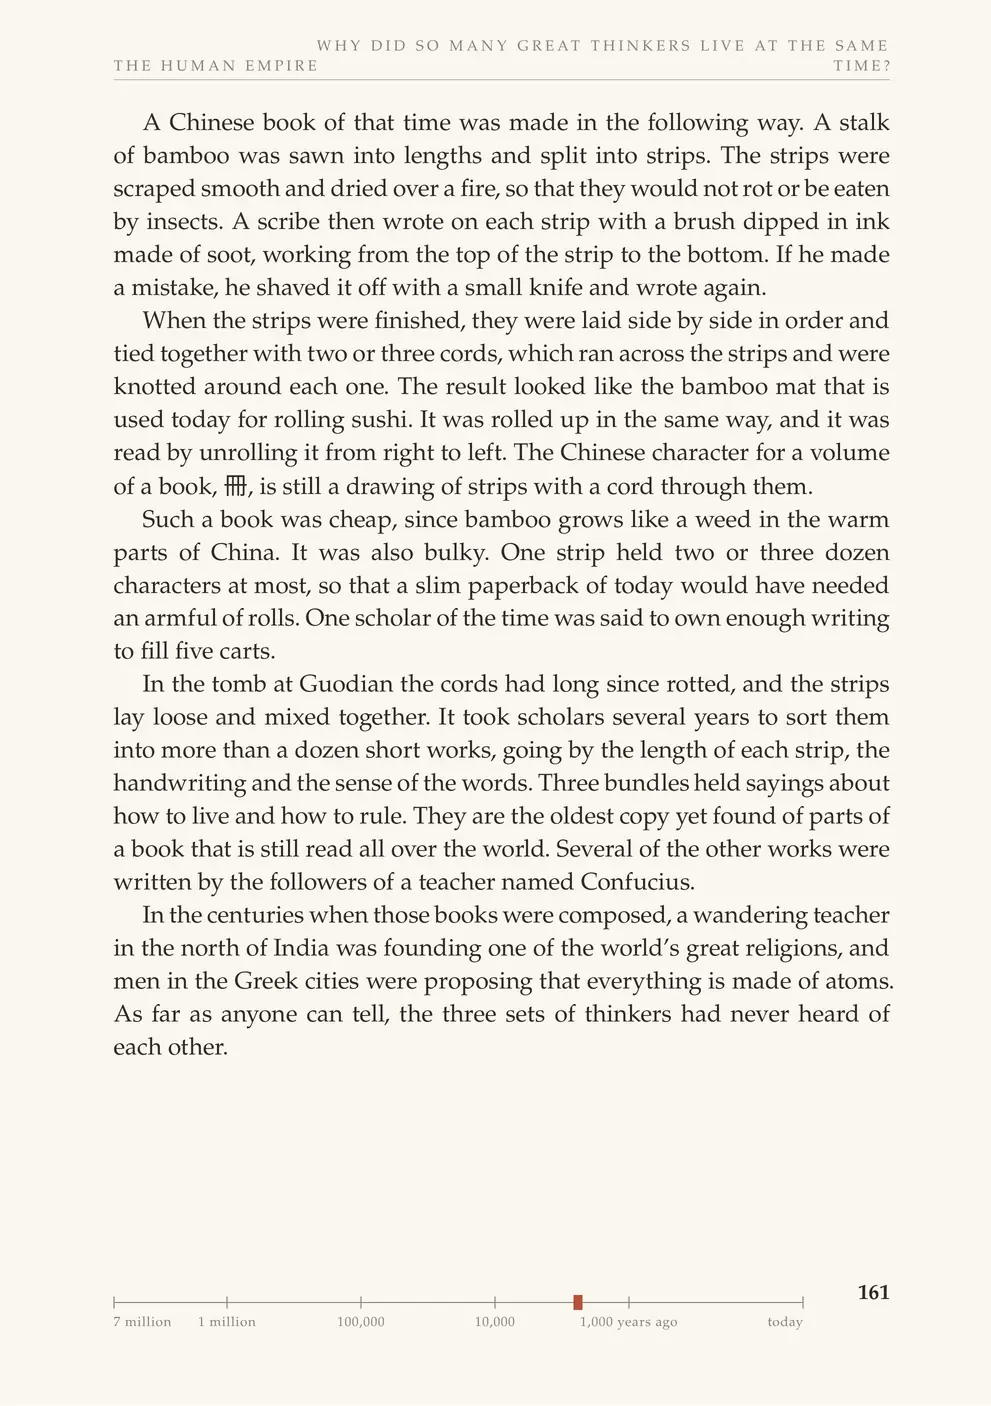 WHY DID SO MANY GREAT THINKERS LIVE AT THE SAME
THE HUMAN EMPIRE TIME?
A Chinese book of that time was made in the following way. A stalk
of bamboo was sawn into lengths and split into strips. The strips were
scraped smooth and dried over a fire, so that they would not rot or be eaten
by insects. A scribe then wrote on each strip with a brush dipped in ink
made of soot, working from the top of the strip to the bottom. If he made
a mistake, he shaved it off with a small knife and wrote again.
When the strips were finished, they were laid side by side in order and
tied together with two or three cords, which ran across the strips and were
knotted around each one. The result looked like the bamboo mat that is
used today for rolling sushi. It was rolled up in the same way, and it was
read by unrolling it from right to left. The Chinese character for a volume
of a book, 冊, is still a drawing of strips with a cord through them.
Such a book was cheap, since bamboo grows like a weed in the warm
parts of China. It was also bulky. One strip held two or three dozen
characters at most, so that a slim paperback of today would have needed
an armful of rolls. One scholar of the time was said to own enough writing
to fill five carts.
In the tomb at Guodian the cords had long since rotted, and the strips
lay loose and mixed together. It took scholars several years to sort them
into more than a dozen short works, going by the length of each strip, the
handwriting and the sense of the words. Three bundles held sayings about
how to live and how to rule. They are the oldest copy yet found of parts of
a book that is still read all over the world. Several of the other works were
written by the followers of a teacher named Confucius.
In the centuries when those books were composed, a wandering teacher
in the north of India was founding one of the world’s great religions, and
men in the Greek cities were proposing that everything is made of atoms.
As far as anyone can tell, the three sets of thinkers had never heard of
each other.
161
7 million 1 million 100,000 10,000 1,000 years ago today